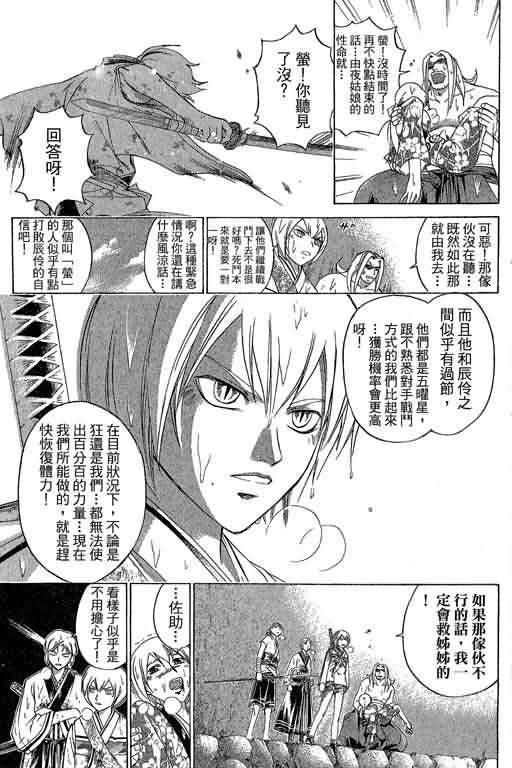 螢！沒時間了！
再不快點結束的
話…由夜姑娘的
性命就…
螢！你聽見
了沒？
回答呀！
可惡！那傢
伙沒在聽…
既然如此那
就由我去…
讓他們繼續戰
鬥下去不是很
好嗎？死鬥本
來就是要一對
一呀！
啊？這種緊急
情況你還在講
什麼風涼話…
那個叫「螢」
的人似乎有點
打敗辰伶的自
信吧！
而且他和辰伶之
間似乎有過節，
他們都是五曜星，
跟不熟悉對手戰鬥
方式的我們比起來
…獲勝機率會更高
呀！
在目前狀況下，不論是
狂還是我們…都無法使
出百分百的力量…現在
我們所能做的，就是趕
快恢復體力！
如果那傢伙不
行的話，我一
定會救姊姊的
！
…佐助…
看樣子似乎是
不用擔心了！